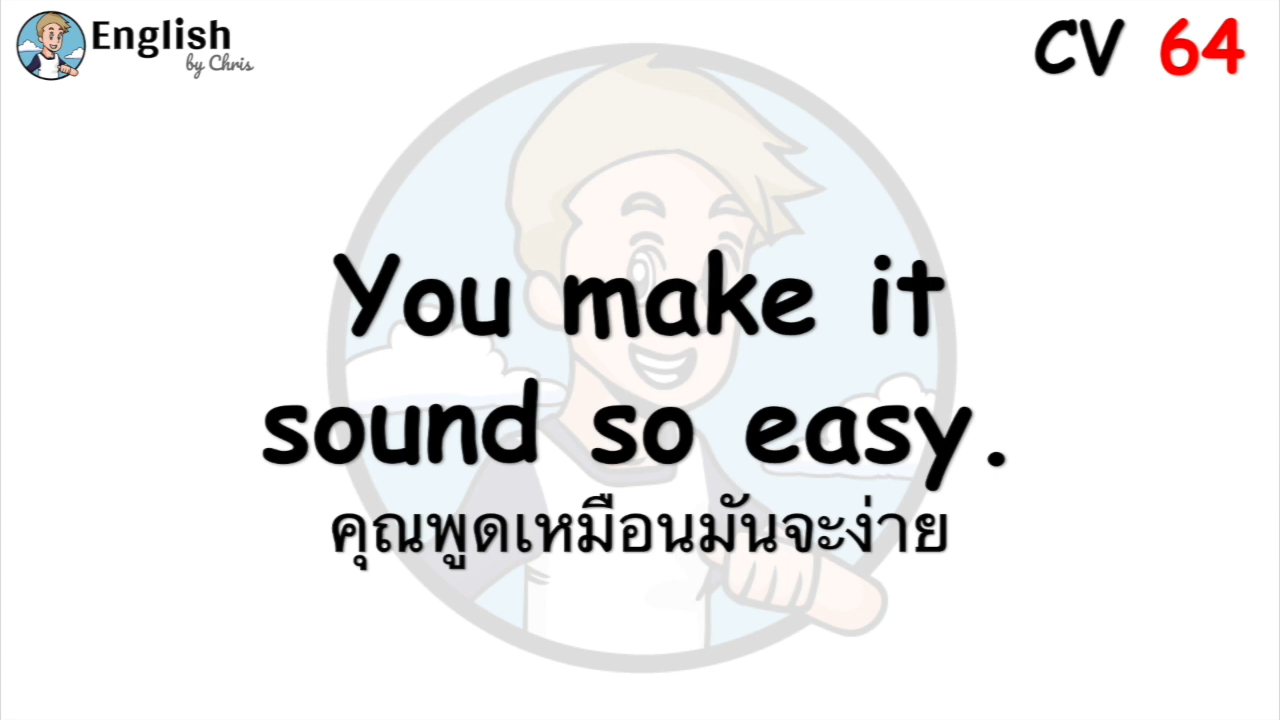 English
by Chris
CV 64
You make it
sound so easy.
คุณพูดเหมือนมันจะง่าย